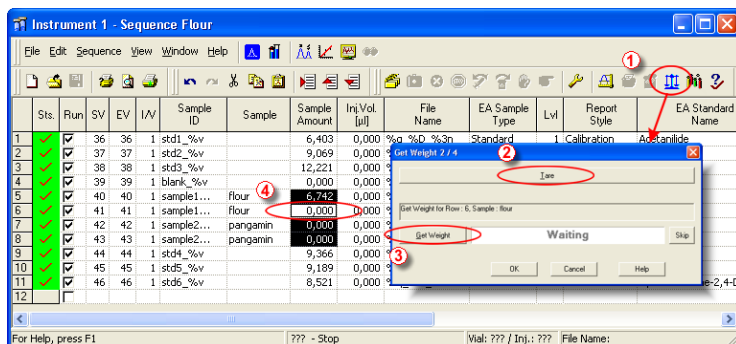 Instrument 1 - Sequence Flour
File Edit Sequence View Window Help
1
Sts. Run SV EV I/V Sample ID Sample Sample Amount Inj.Vol. [µl] File Name EA Sample Type Lvl Report Style EA Standard Name
1 36 36 1 std1_%v 6,403 0,000 %q_%D_%3n Standard 1 Calibration Acetanilide
2 37 37 1 std2_%v 9,069 0,000
3 38 38 1 std3_%v 12,221 0,000
4 39 39 1 blank_%v 0,000 0,000
5 40 40 1 sample1... flour 6,742 0,000
6 41 41 1 sample1... flour 0,000 0,000
7 42 42 1 sample2... pangamin 0,000 0,000
8 43 43 1 sample2... pangamin 0,000 0,000
9 44 44 1 std4_%v 9,366 0,000
10 45 45 1 std5_%v 9,189 0,000
11 46 46 1 std6_%v 8,521 0,000 e-2,4-D
12
4
Get Weight 2 / 4
2
Tare
Get Weight for Row : 6, Sample : flour
Get Weight Waiting Skip
3
OK Cancel Help
For Help, press F1 ??? - Stop Vial: ??? / Inj.: ??? File Name: